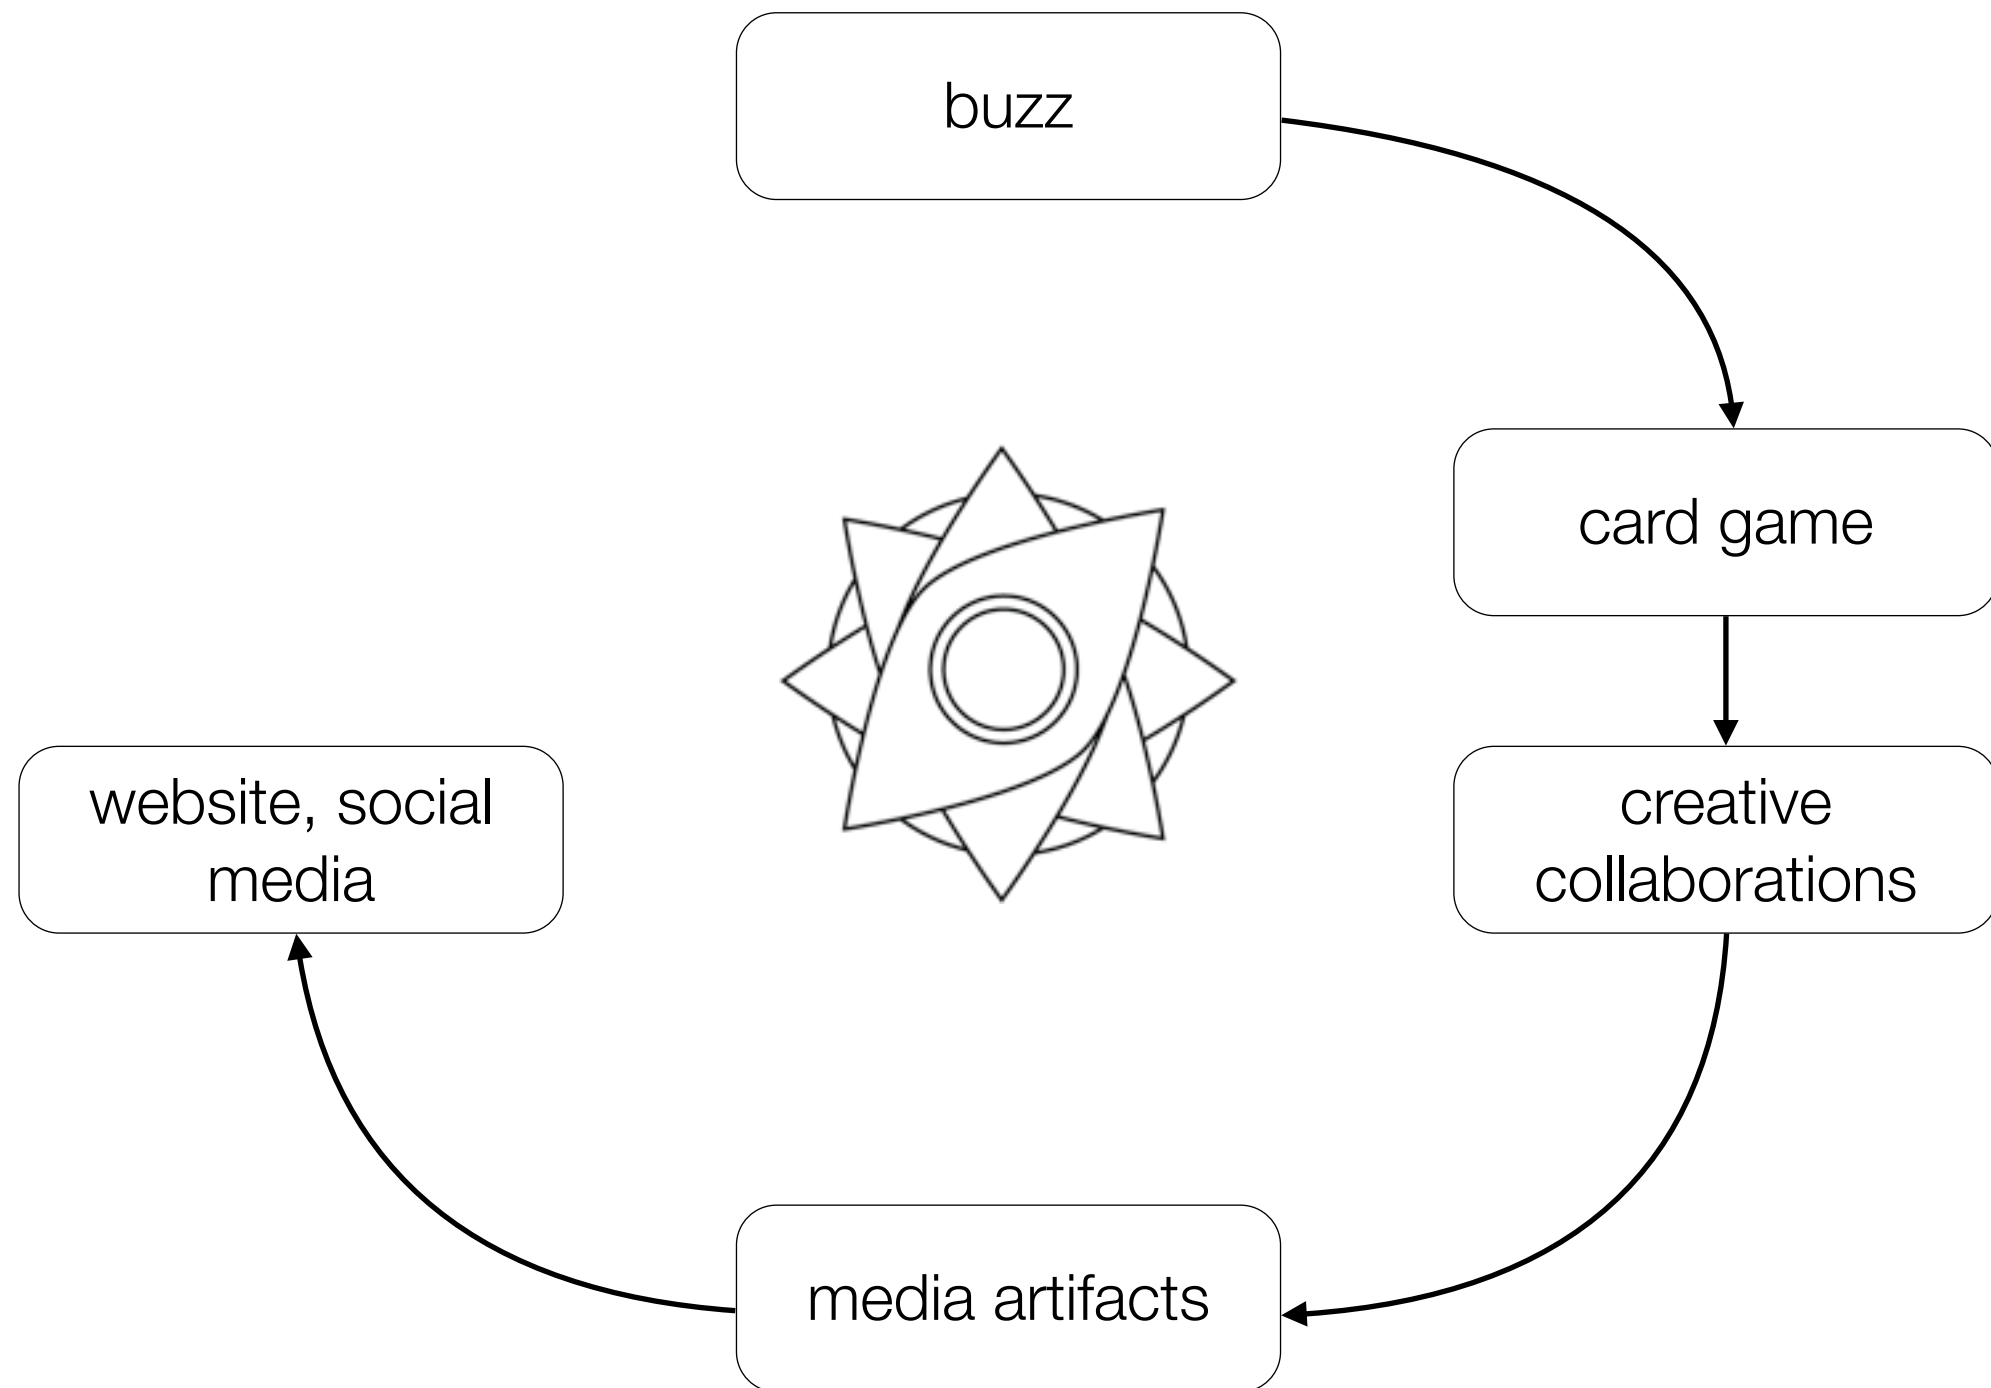 buzz
card game
creative
collaborations
media artifacts
website, social
media